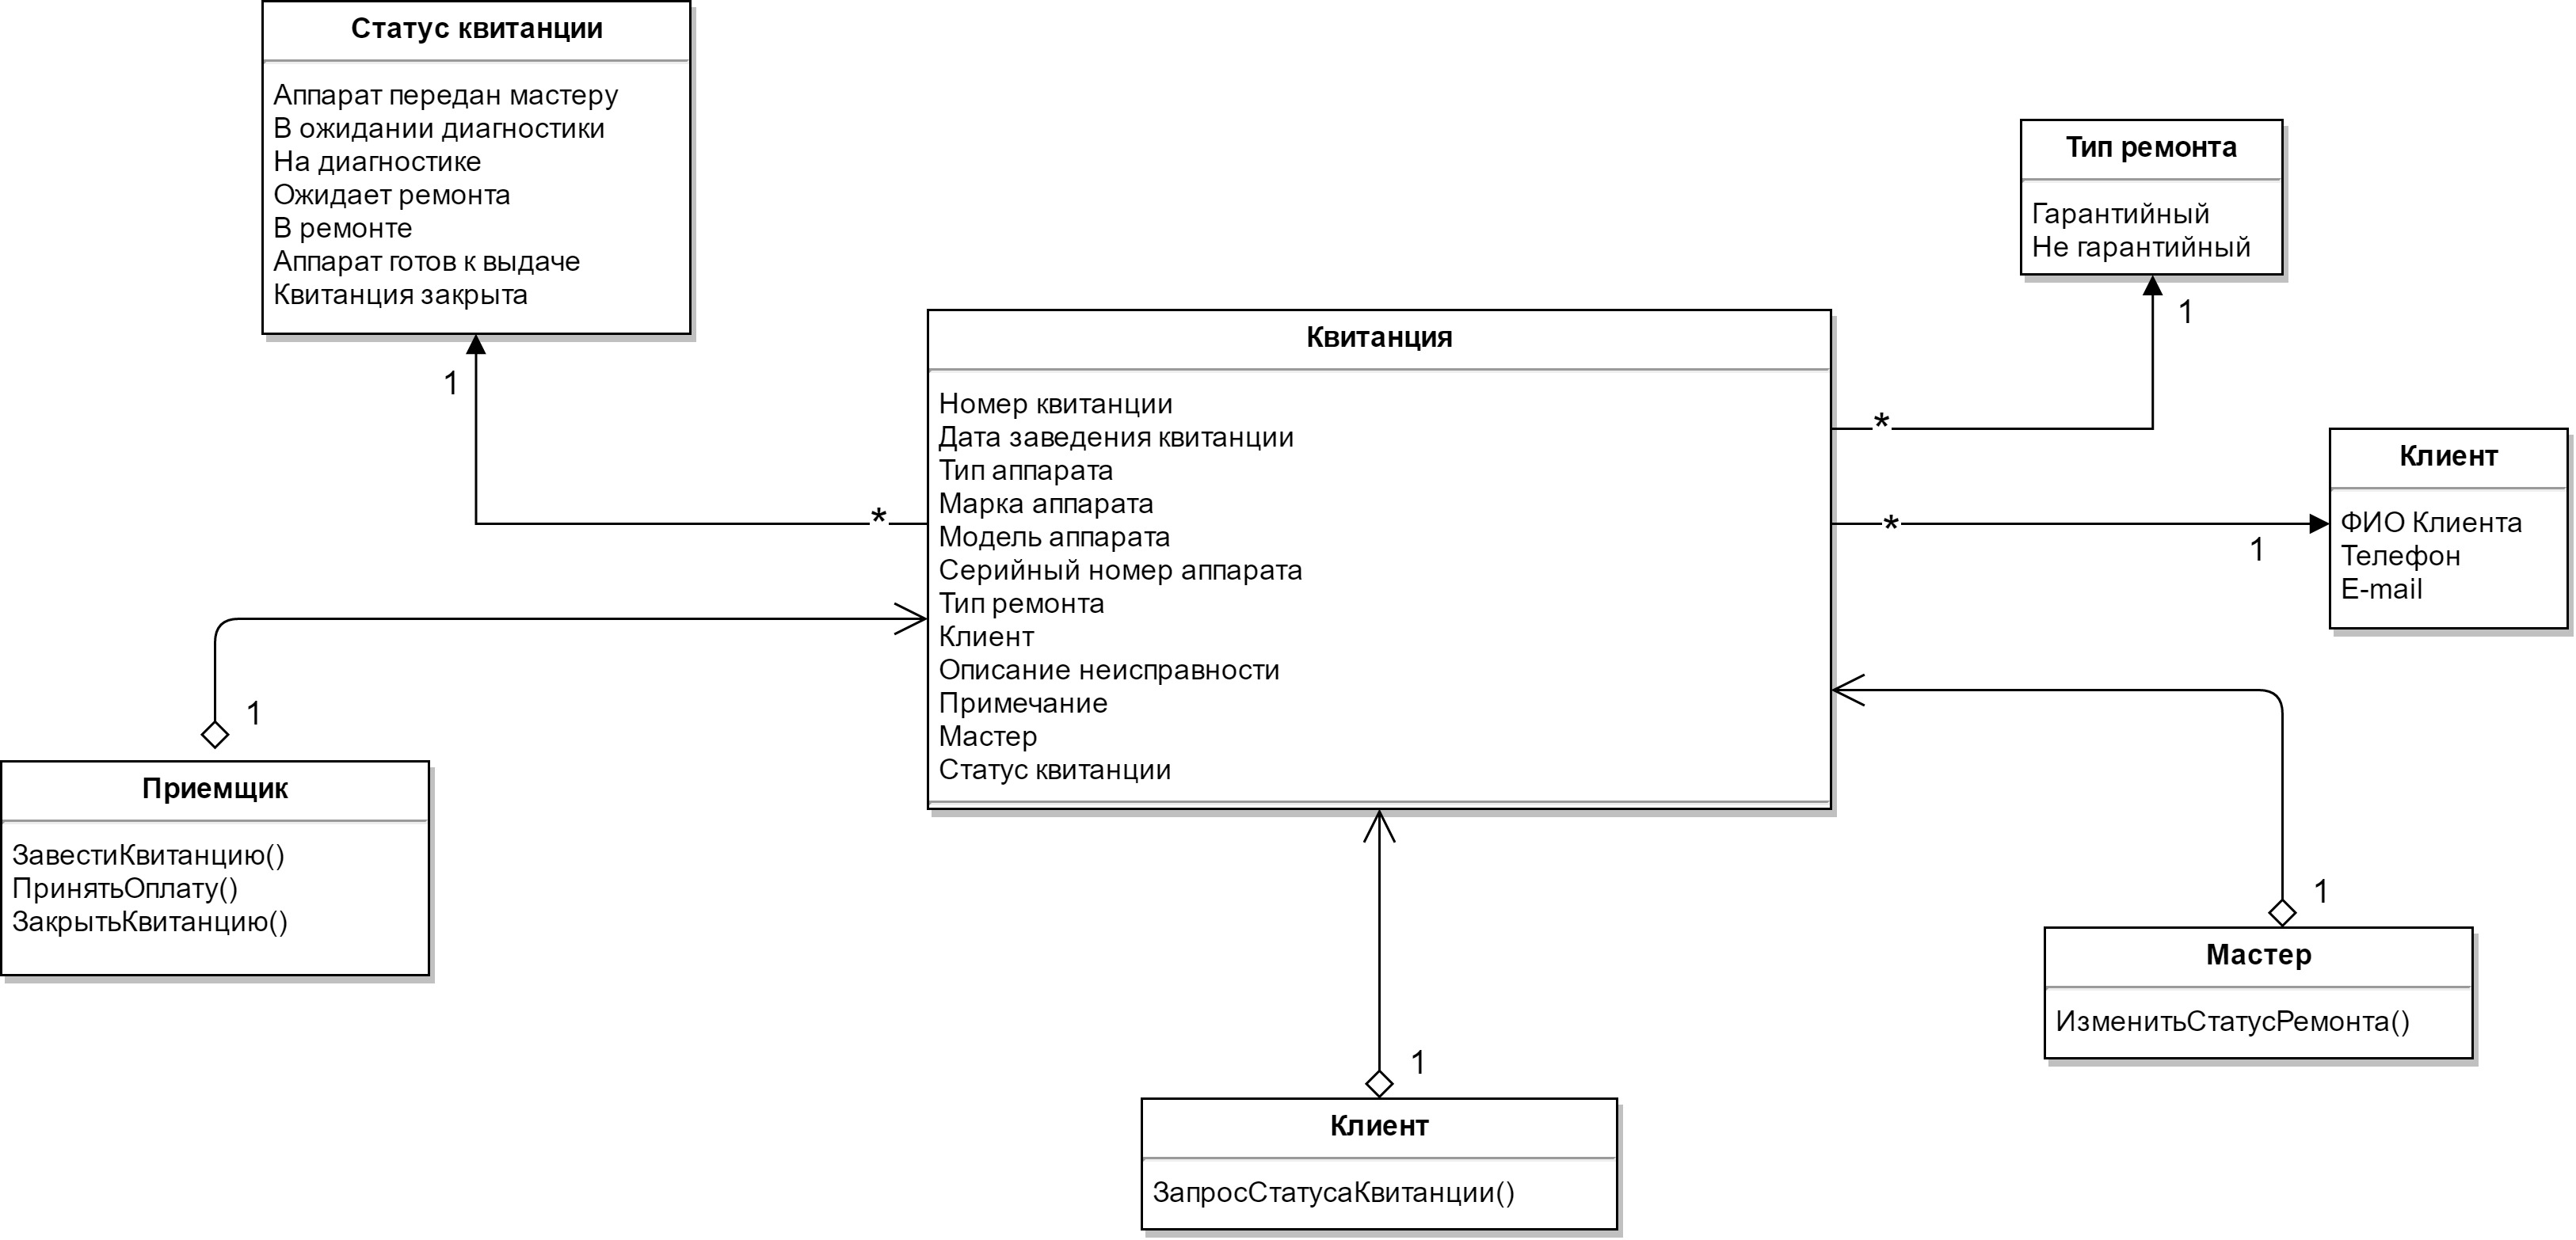 Статус квитанции
Аппарат передан мастеру
В ожидании диагностики
На диагностике
Ожидает ремонта
В ремонте
Аппарат готов к выдаче
Квитанция закрыта
1
*
Тип ремонта
Гарантийный
Не гарантийный
1
*
Квитанция
Номер квитанции
Дата заведения квитанции
Тип аппарата
Марка аппарата
Модель аппарата
Серийный номер аппарата
Тип ремонта
Клиент
Описание неисправности
Примечание
Мастер
Статус квитанции
*
1
Клиент
ФИО Клиента
Телефон
E-mail
1
Приемщик
ЗавестиКвитанцию()
ПринятьОплату()
ЗакрытьКвитанцию()
1
Клиент
ЗапросСтатусаКвитанции()
1
Мастер
ИзменитьСтатусРемонта()